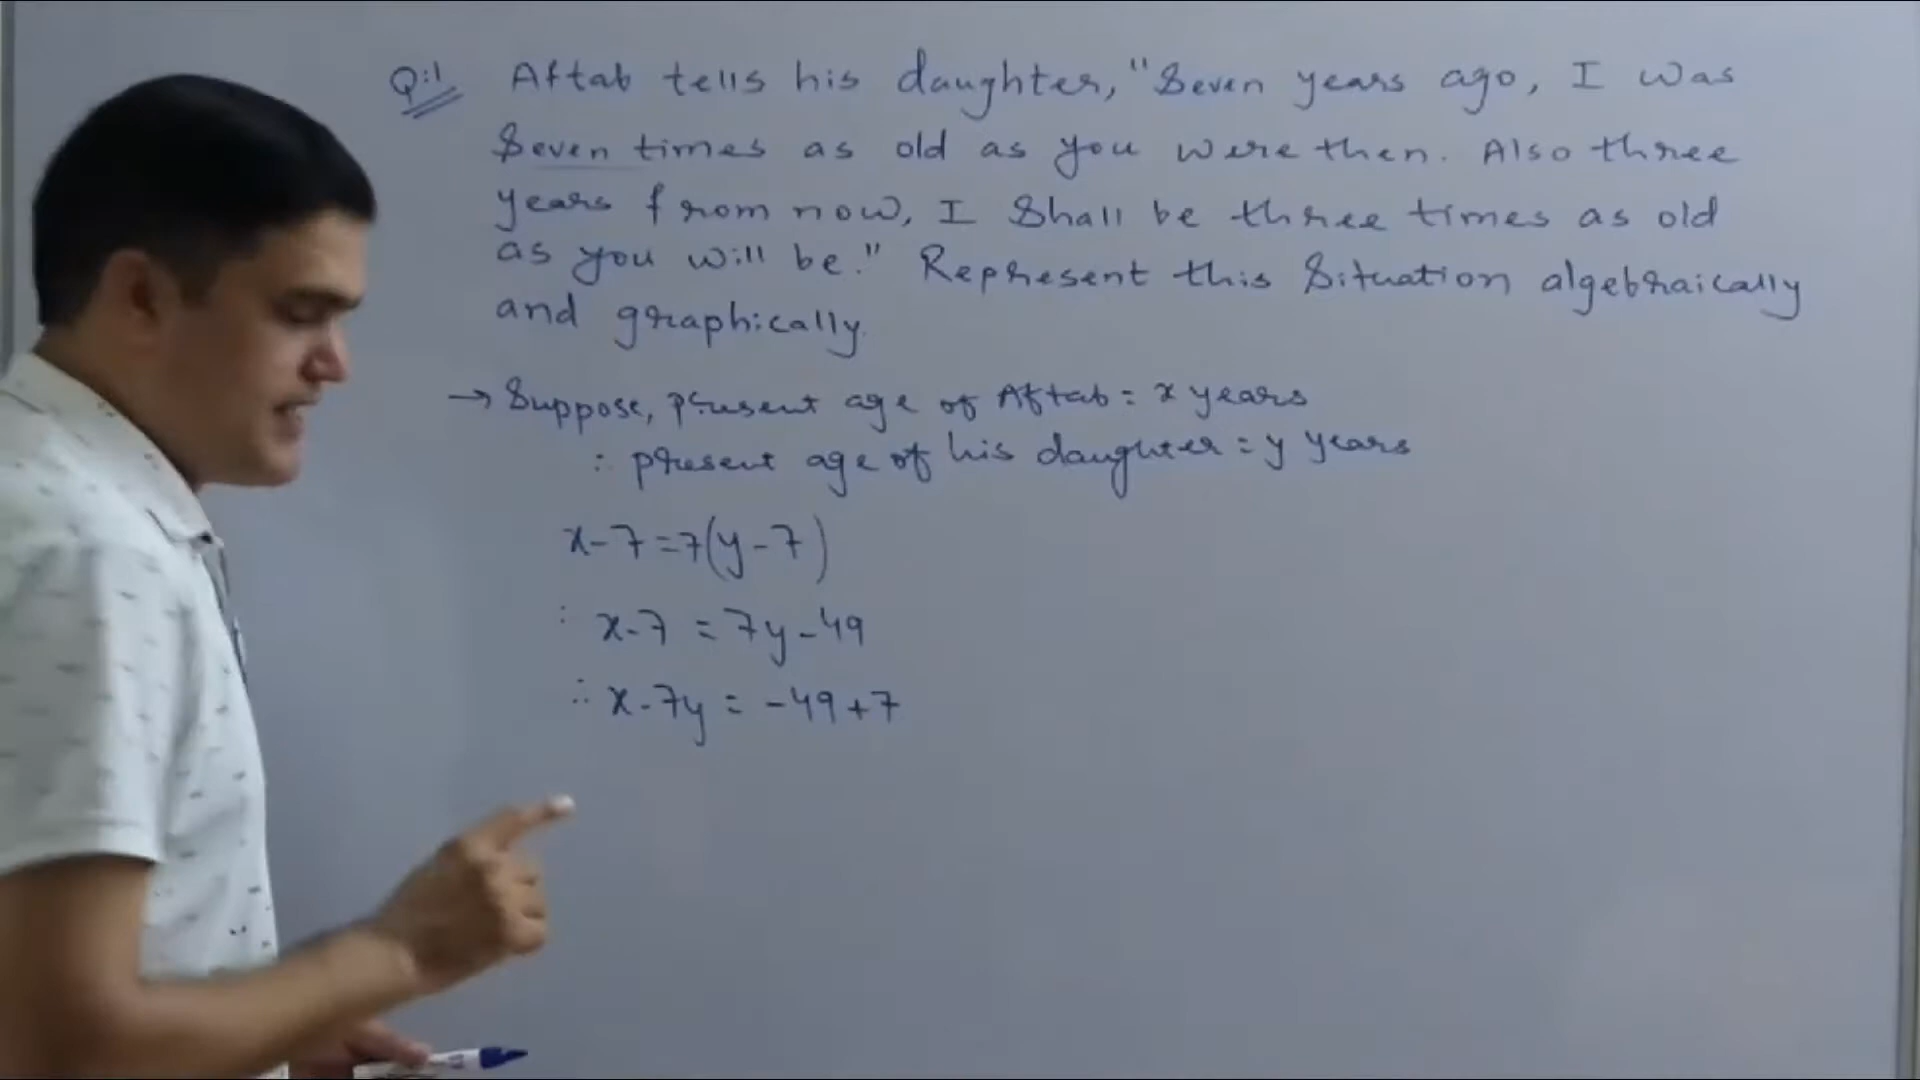 Q:1 Aftab tells his daughter, "Seven years ago, I was
Seven times as old as you were then. Also three
years from now, I shall be three times as old
as you will be." Represent this situation algebraically
and graphically.
→ Suppose, present age of Aftab = x years
∴ present age of his daughter = y years
x-7=7(y-7)
∴ x-7 = 7y-49
∴ x-7y = -49+7